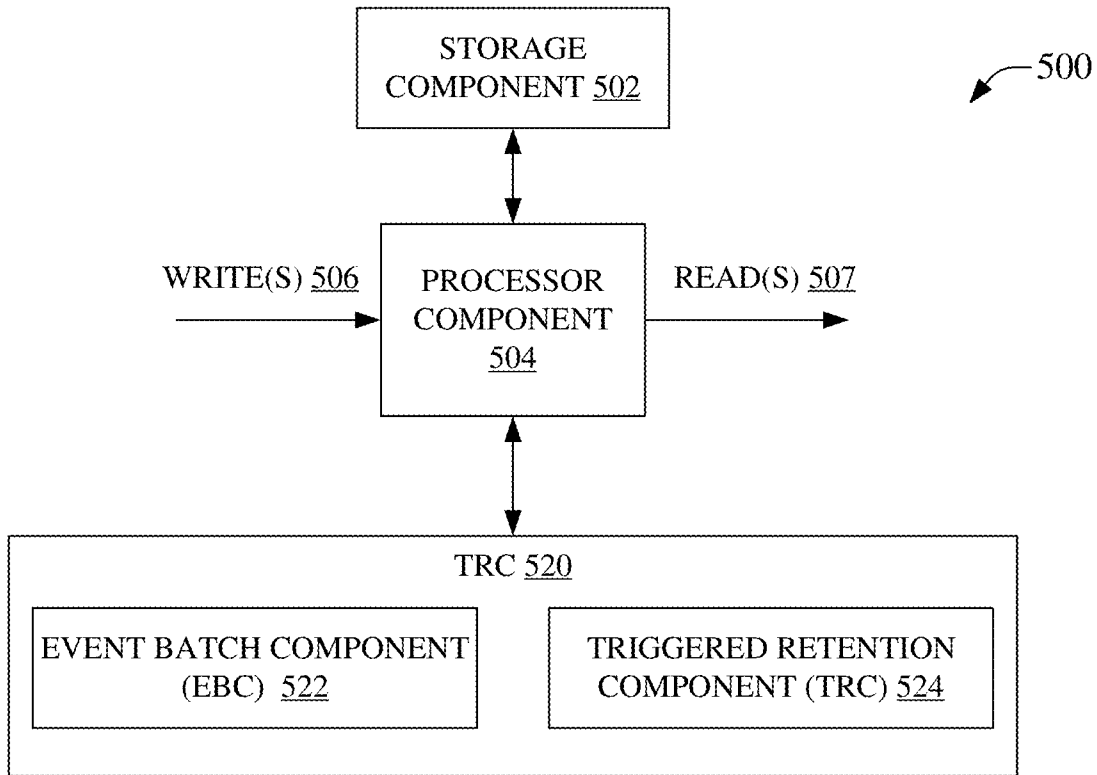 STORAGE
COMPONENT 502
500
WRITE(S) 506
PROCESSOR
COMPONENT
504
READ(S) 507
TRC 520
EVENT BATCH COMPONENT
(EBC) 522
TRIGGERED RETENTION
COMPONENT (TRC) 524